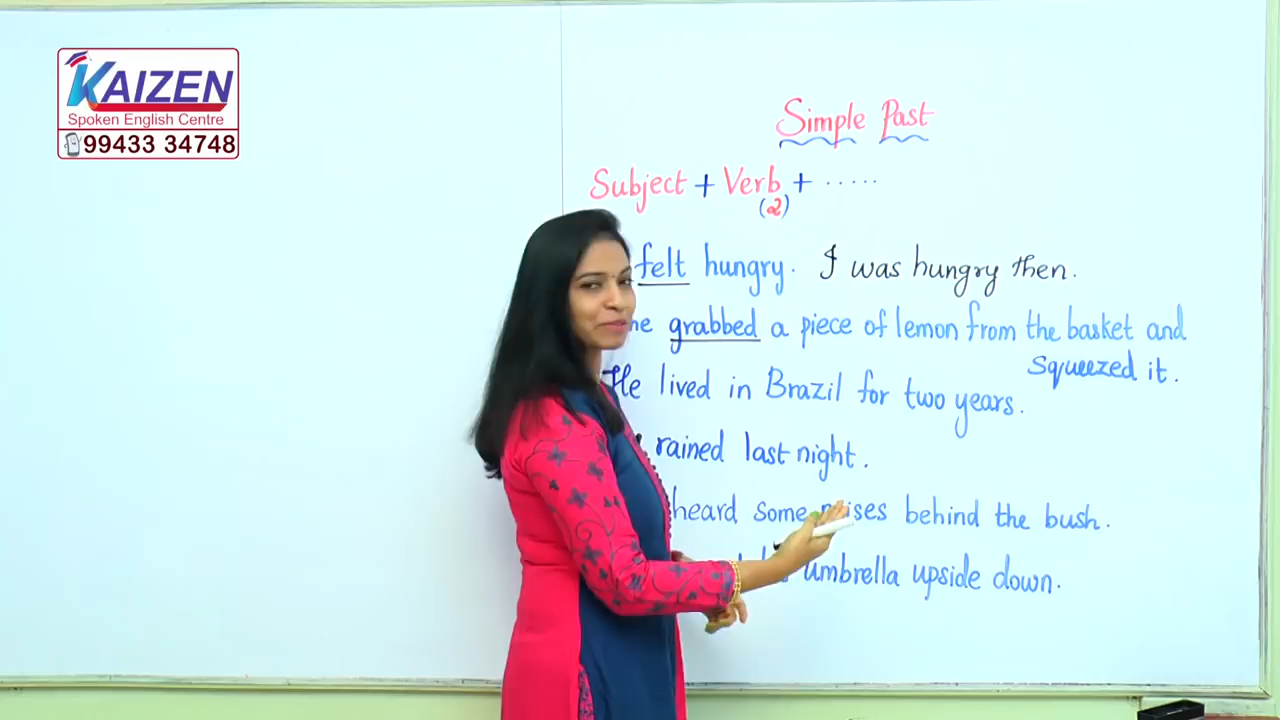 KAIZEN
Spoken English Centre
99433 34748
Simple Past
Subject + Verb + .....
(2)
felt hungry. I was hungry then.
grabbed a piece of lemon from the basket and
squeezed it.
He lived in Brazil for two years.
rained last night.
heard some noises behind the bush.
umbrella upside down.